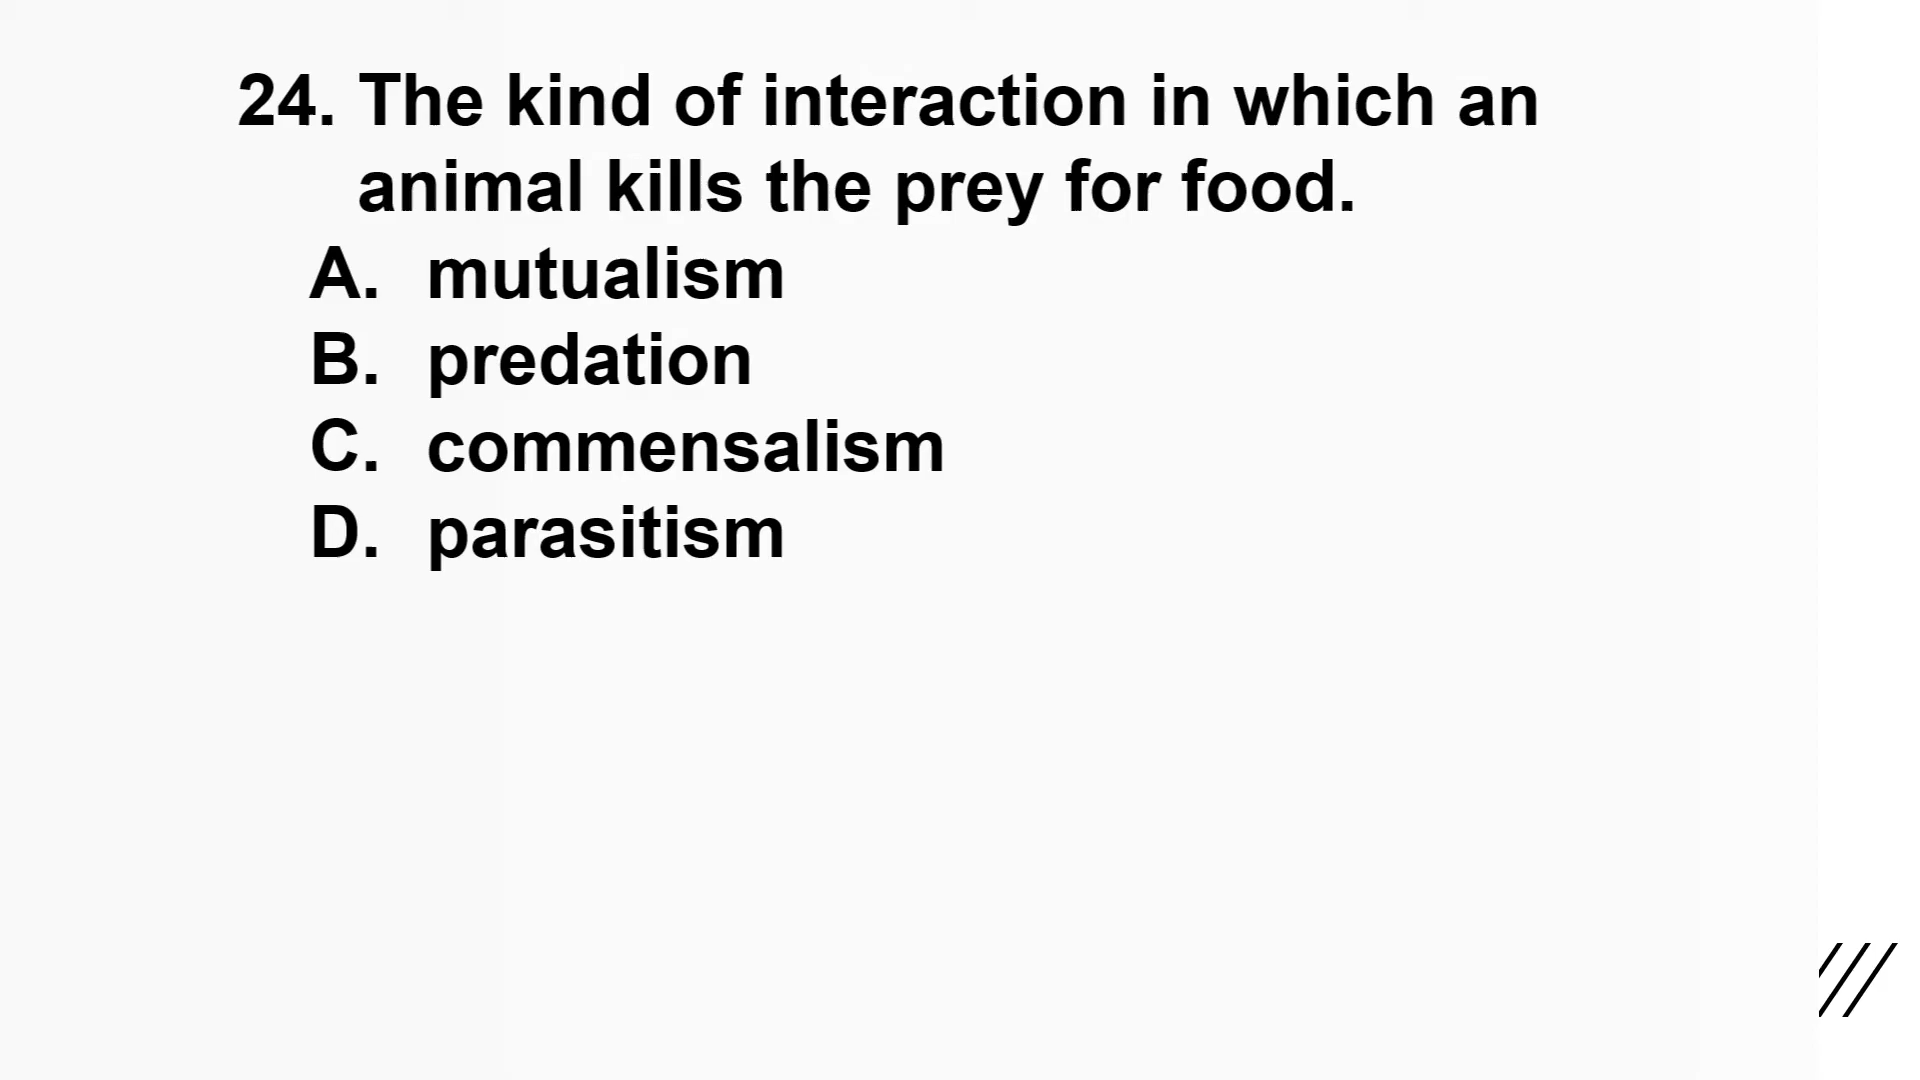 24. The kind of interaction in which an
animal kills the prey for food.
A. mutualism
B. predation
C. commensalism
D. parasitism